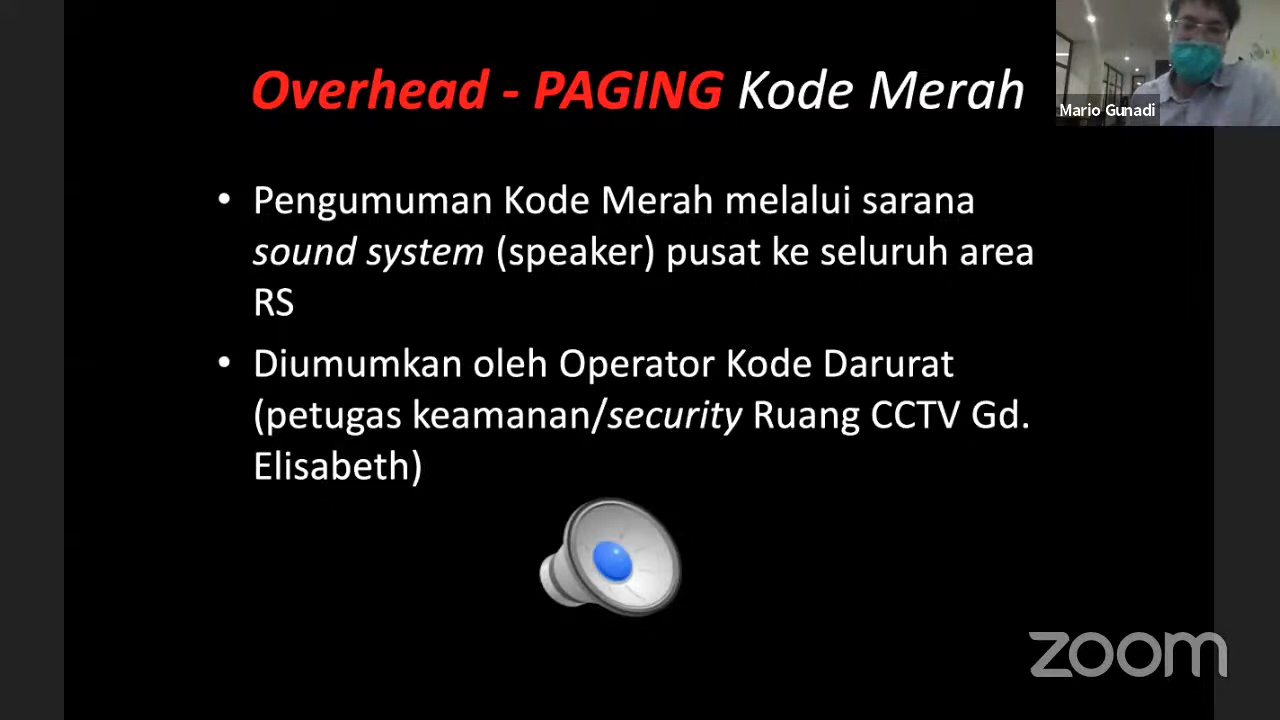 Overhead - PAGING Kode Merah
Mario Gunadi
• Pengumuman Kode Merah melalui sarana
sound system (speaker) pusat ke seluruh area
RS
• Diumumkan oleh Operator Kode Darurat
(petugas keamanan/security Ruang CCTV Gd.
Elisabeth)
zoom